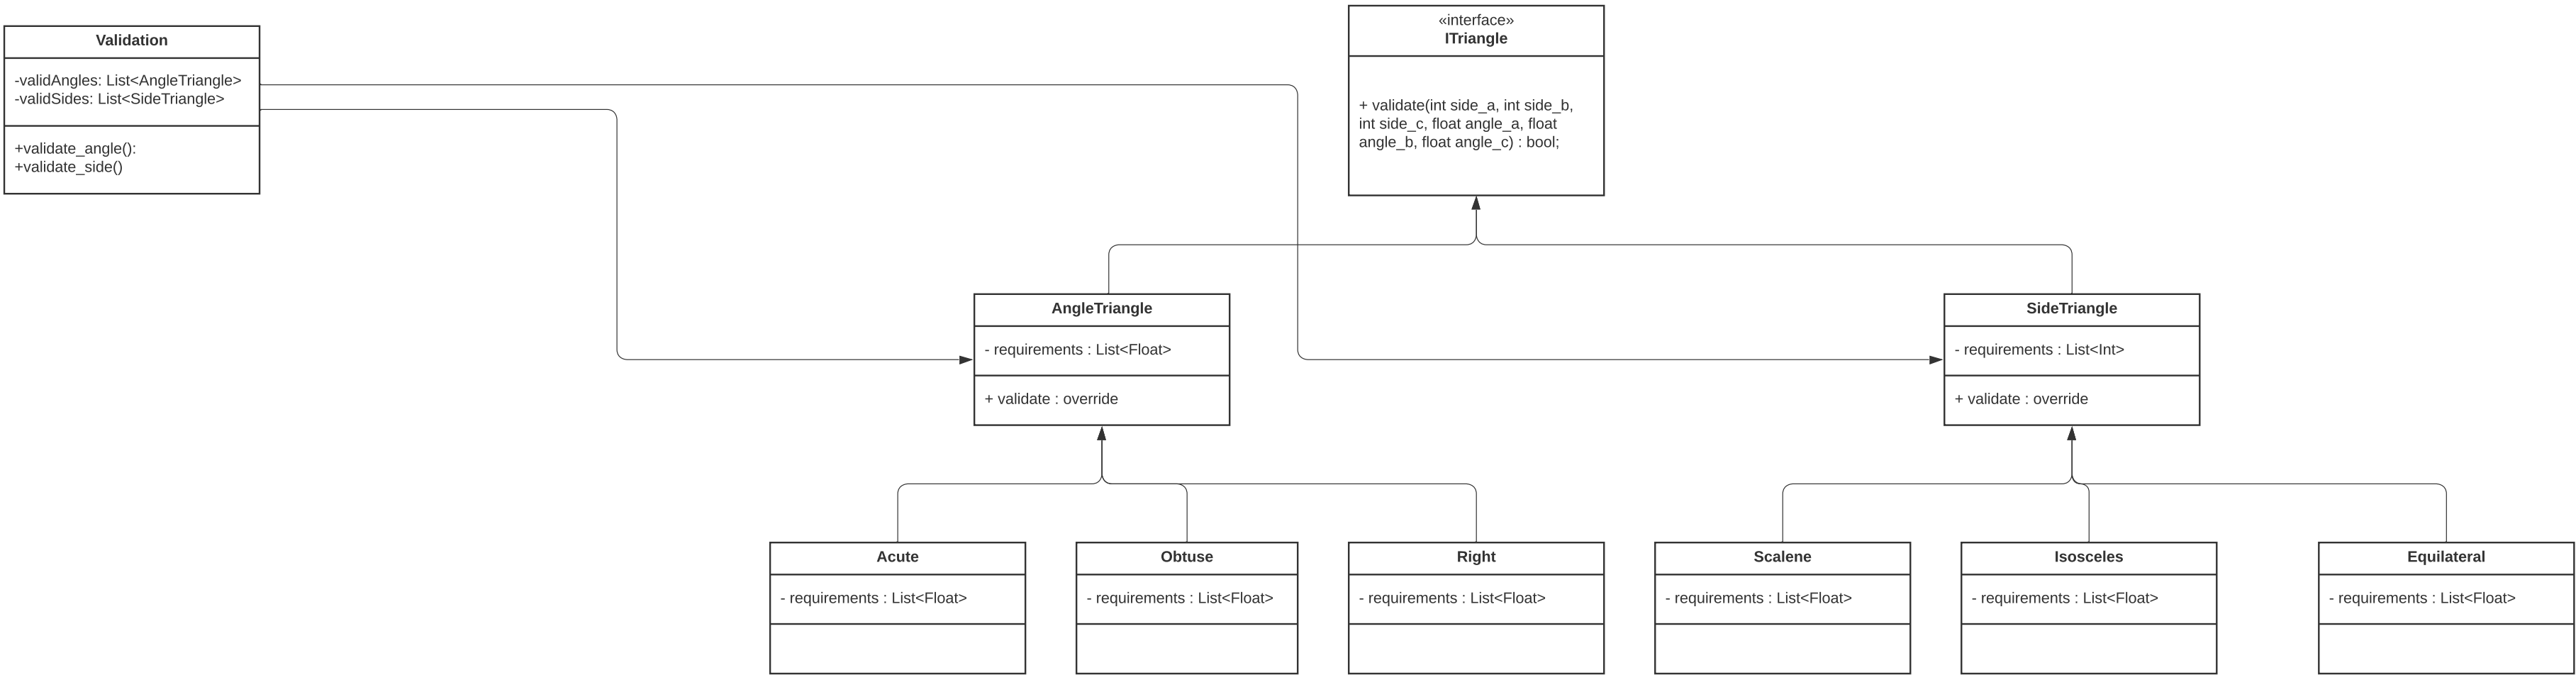 Validation
-validAngles: List<AngleTriangle>
-validSides: List<SideTriangle>
+validate_angle():
+validate_side()
«interface»
ITriangle
+ validate(int side_a, int side_b,
int side_c, float angle_a, float
angle_b, float angle_c) : bool;
AngleTriangle
- requirements : List<Float>
+ validate : override
SideTriangle
- requirements : List<Int>
+ validate : override
Acute
- requirements : List<Float>
Obtuse
- requirements : List<Float>
Right
- requirements : List<Float>
Scalene
- requirements : List<Float>
Isosceles
- requirements : List<Float>
Equilateral
- requirements : List<Float>